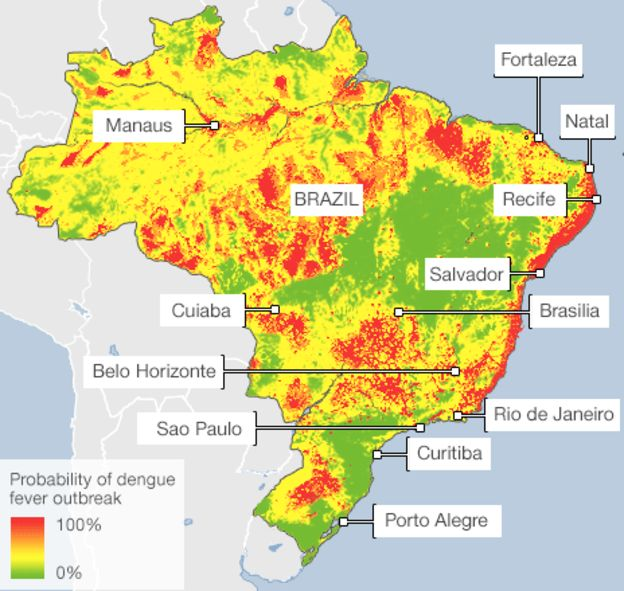 Fortaleza
Natal
Manaus
BRAZIL
Recife
Salvador
Cuiaba
Brasilia
Belo Horizonte
Rio de Janeiro
Sao Paulo
Curitiba
Probability of dengue
fever outbreak
100%
0%
Porto Alegre